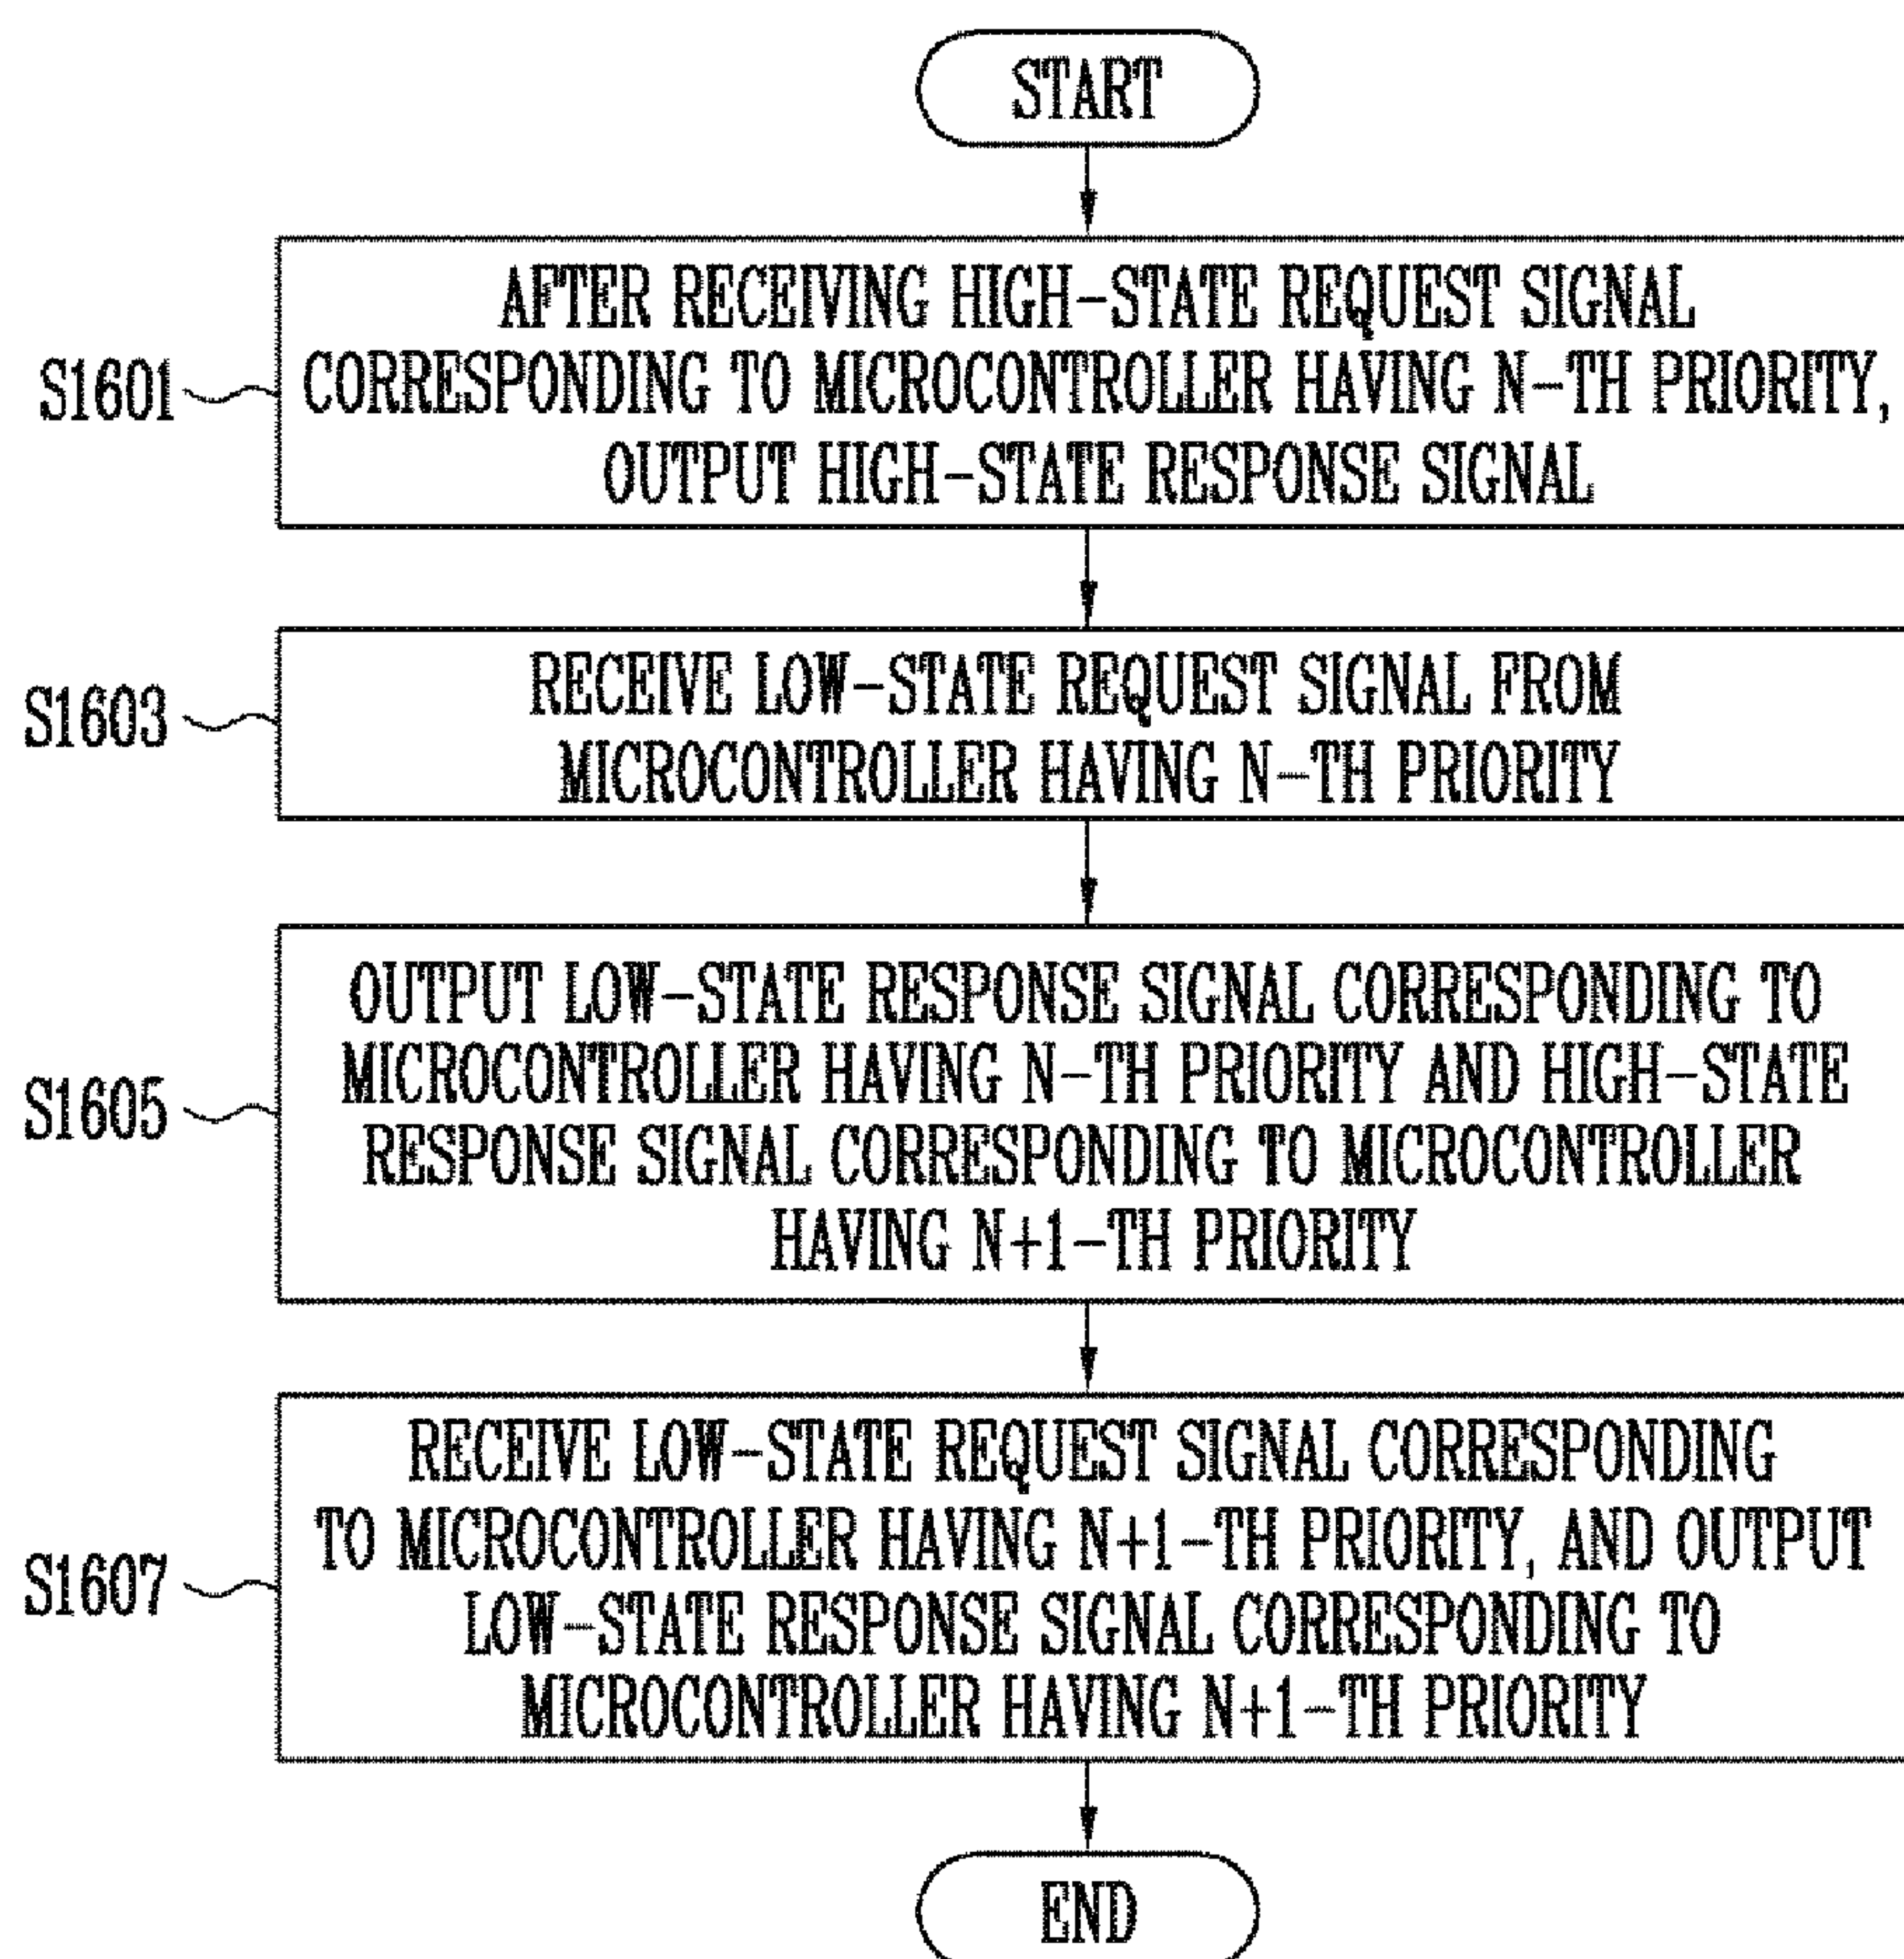 START
AFTER RECEIVING HIGH-STATE REQUEST SIGNAL
S1601
CORRESPONDING TO MICROCONTROLLER HAVING N-TH PRIORITY,
OUTPUT HIGH-STATE RESPONSE SIGNAL
RECEIVE LOW-STATE REQUEST SIGNAL FROM
S1603
MICROCONTROLLER HAVING N-TH PRIORITY
OUTPUT LOW-STATE RESPONSE SIGNAL CORRESPONDING TO
MICROCONTROLLER HAVING N-TH PRIORITY AND HIGH-STATE
S1605
RESPONSE SIGNAL CORRESPONDING TO MICROCONTROLLER
HAVING N+1-TH PRIORITY
RECEIVE LOW-STATE REQUEST SIGNAL CORRESPONDING
TO MICROCONTROLLER HAVING N+1-TH PRIORITY, AND OUTPUT
S1607
LOW-STATE RESPONSE SIGNAL CORRESPONDING TO
MICROCONTROLLER HAVING N+1-TH PRIORITY
END